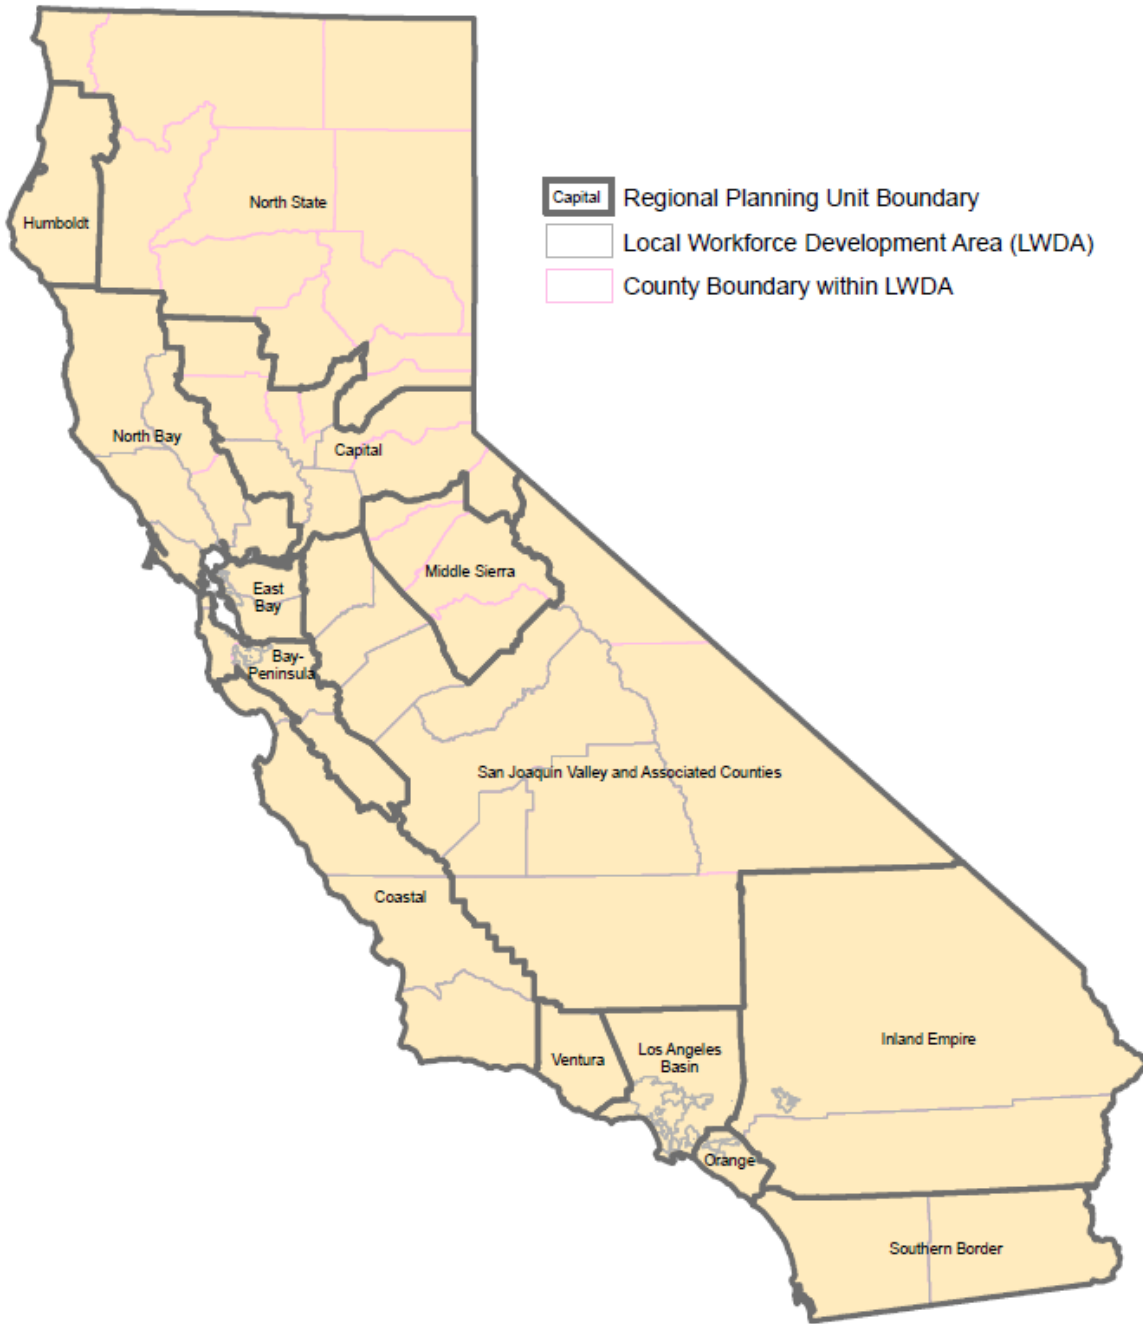 Capital
Regional Planning Unit Boundary
Local Workforce Development Area (LWDA)
County Boundary within LWDA
North State
Humboldt
North Bay
Capital
Middle Sierra
East
Bay
Bay-
Peninsula
San Joaquin Valley and Associated Counties
Coastal
Inland Empire
Ventura
Los Angeles
Basin
Orange
Southern Border